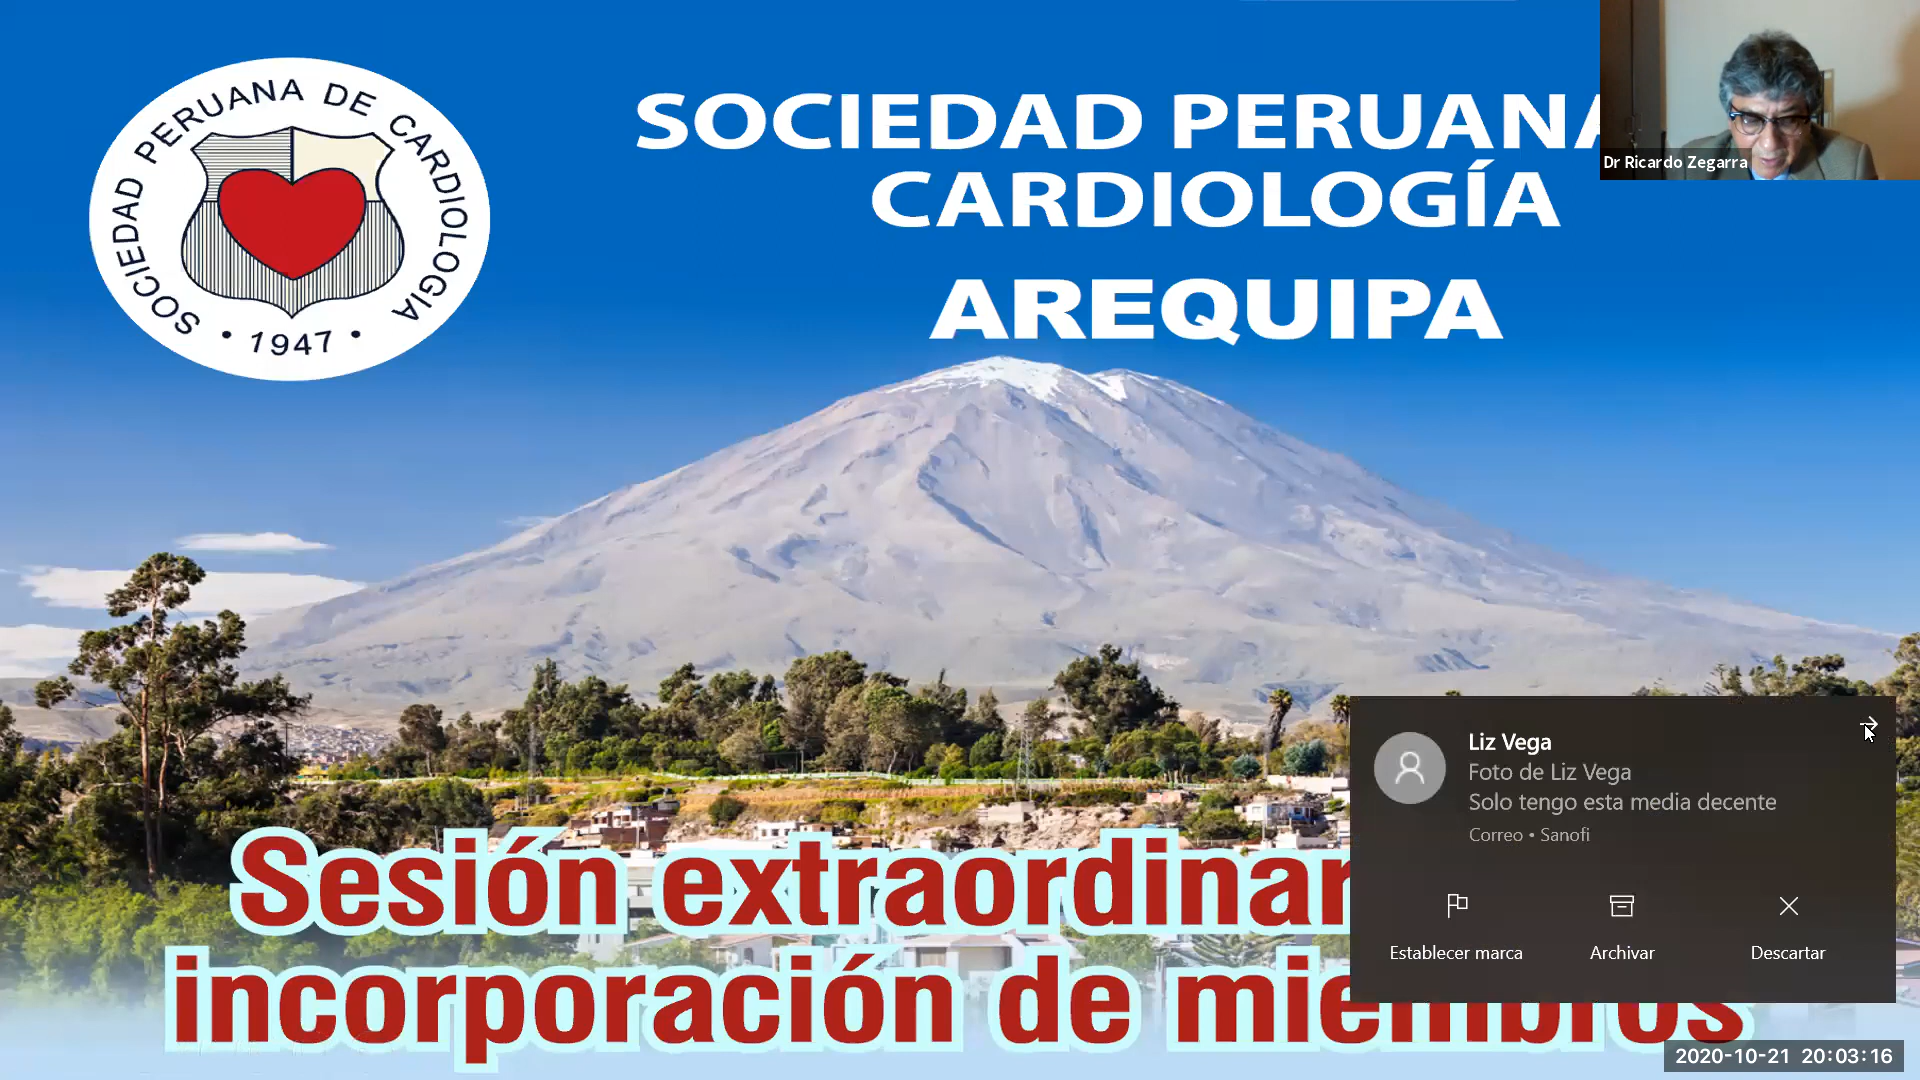 SOCIEDAD PERUANA DE CARDIOLOGIA
• 1947 •
SOCIEDAD PERUANA
CARDIOLOGÍA
AREQUIPA
Dr Ricardo Zegarra
Liz Vega
Foto de Liz Vega
Solo tengo esta media decente
Correo • Sanofi
Establecer marca
Archivar
Descartar
Sesión extraordinar
incorporación de miembros
2020-10-21 20:03:16